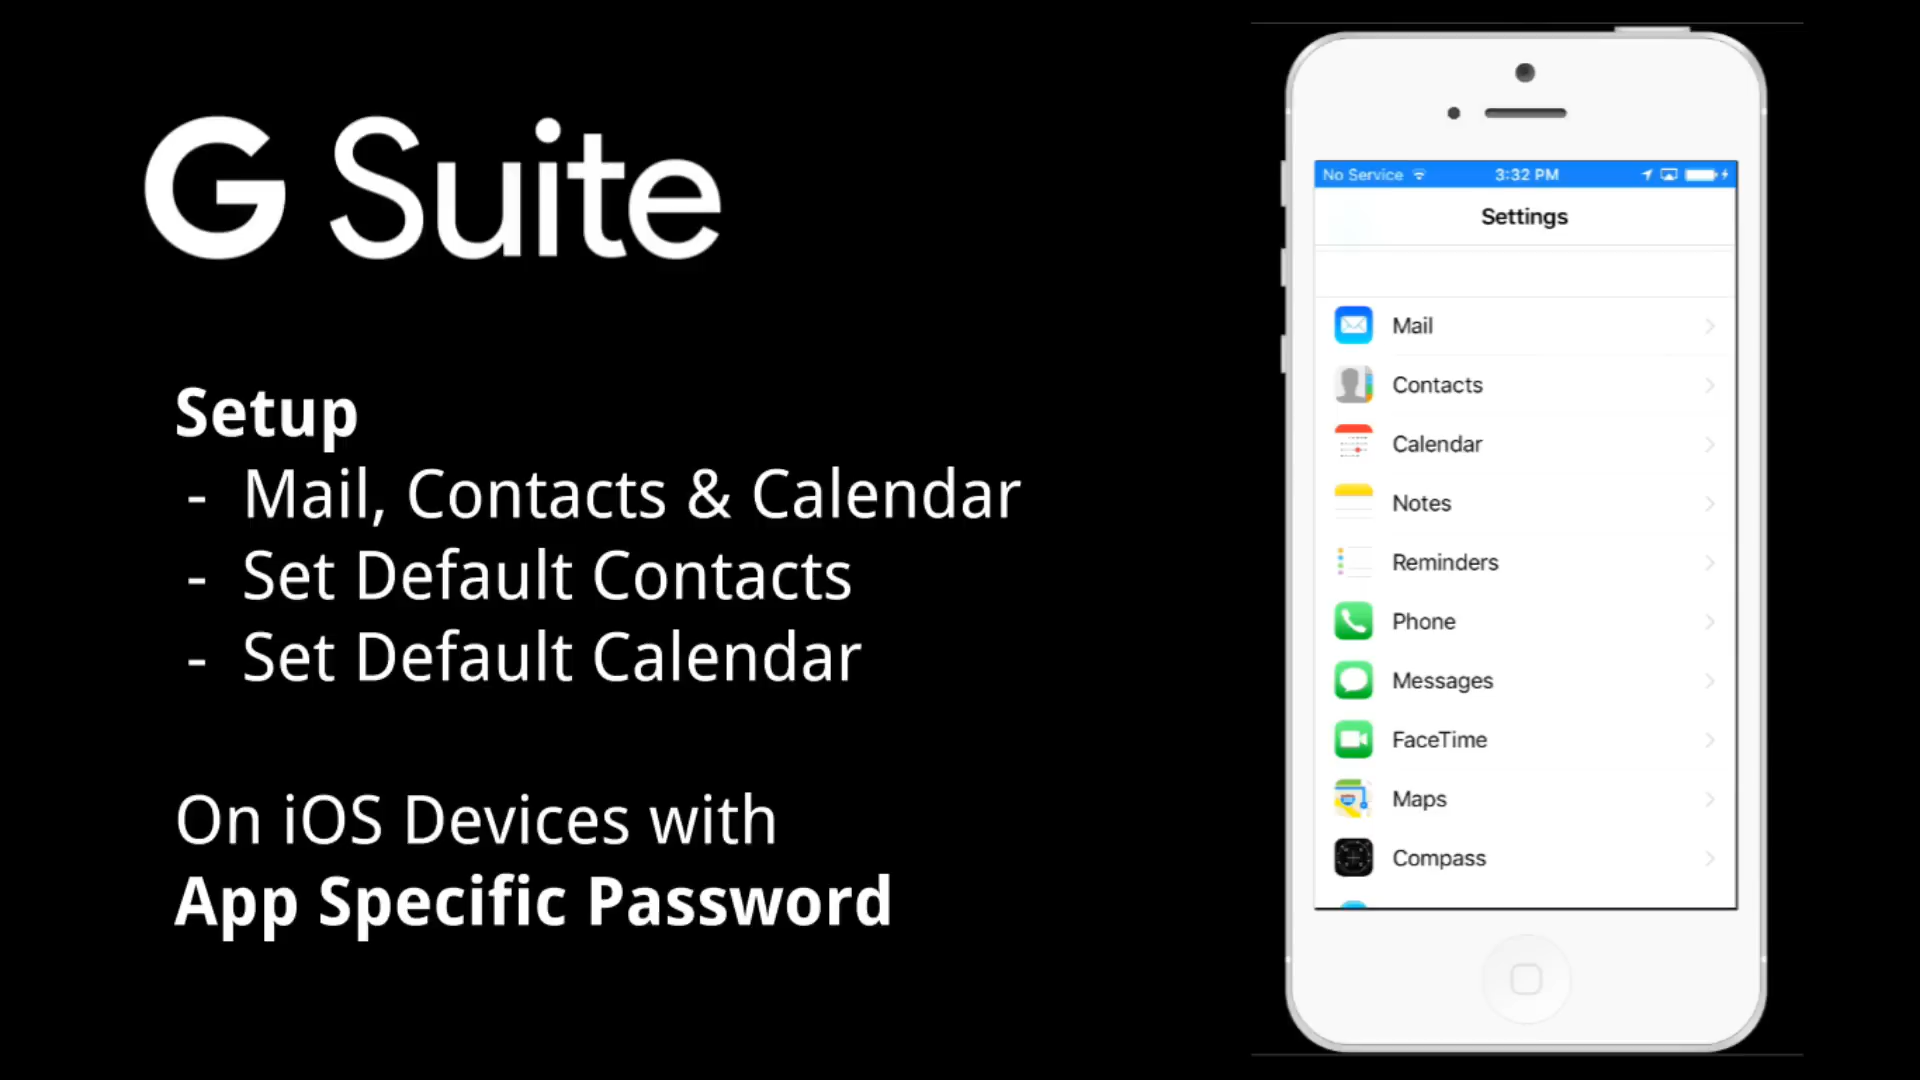 G Suite
Setup
- Mail, Contacts & Calendar
- Set Default Contacts
- Set Default Calendar
On iOS Devices with
App Specific Password
No Service 3:32 PM
Settings
Mail
Contacts
Calendar
Notes
Reminders
Phone
Messages
FaceTime
Maps
Compass